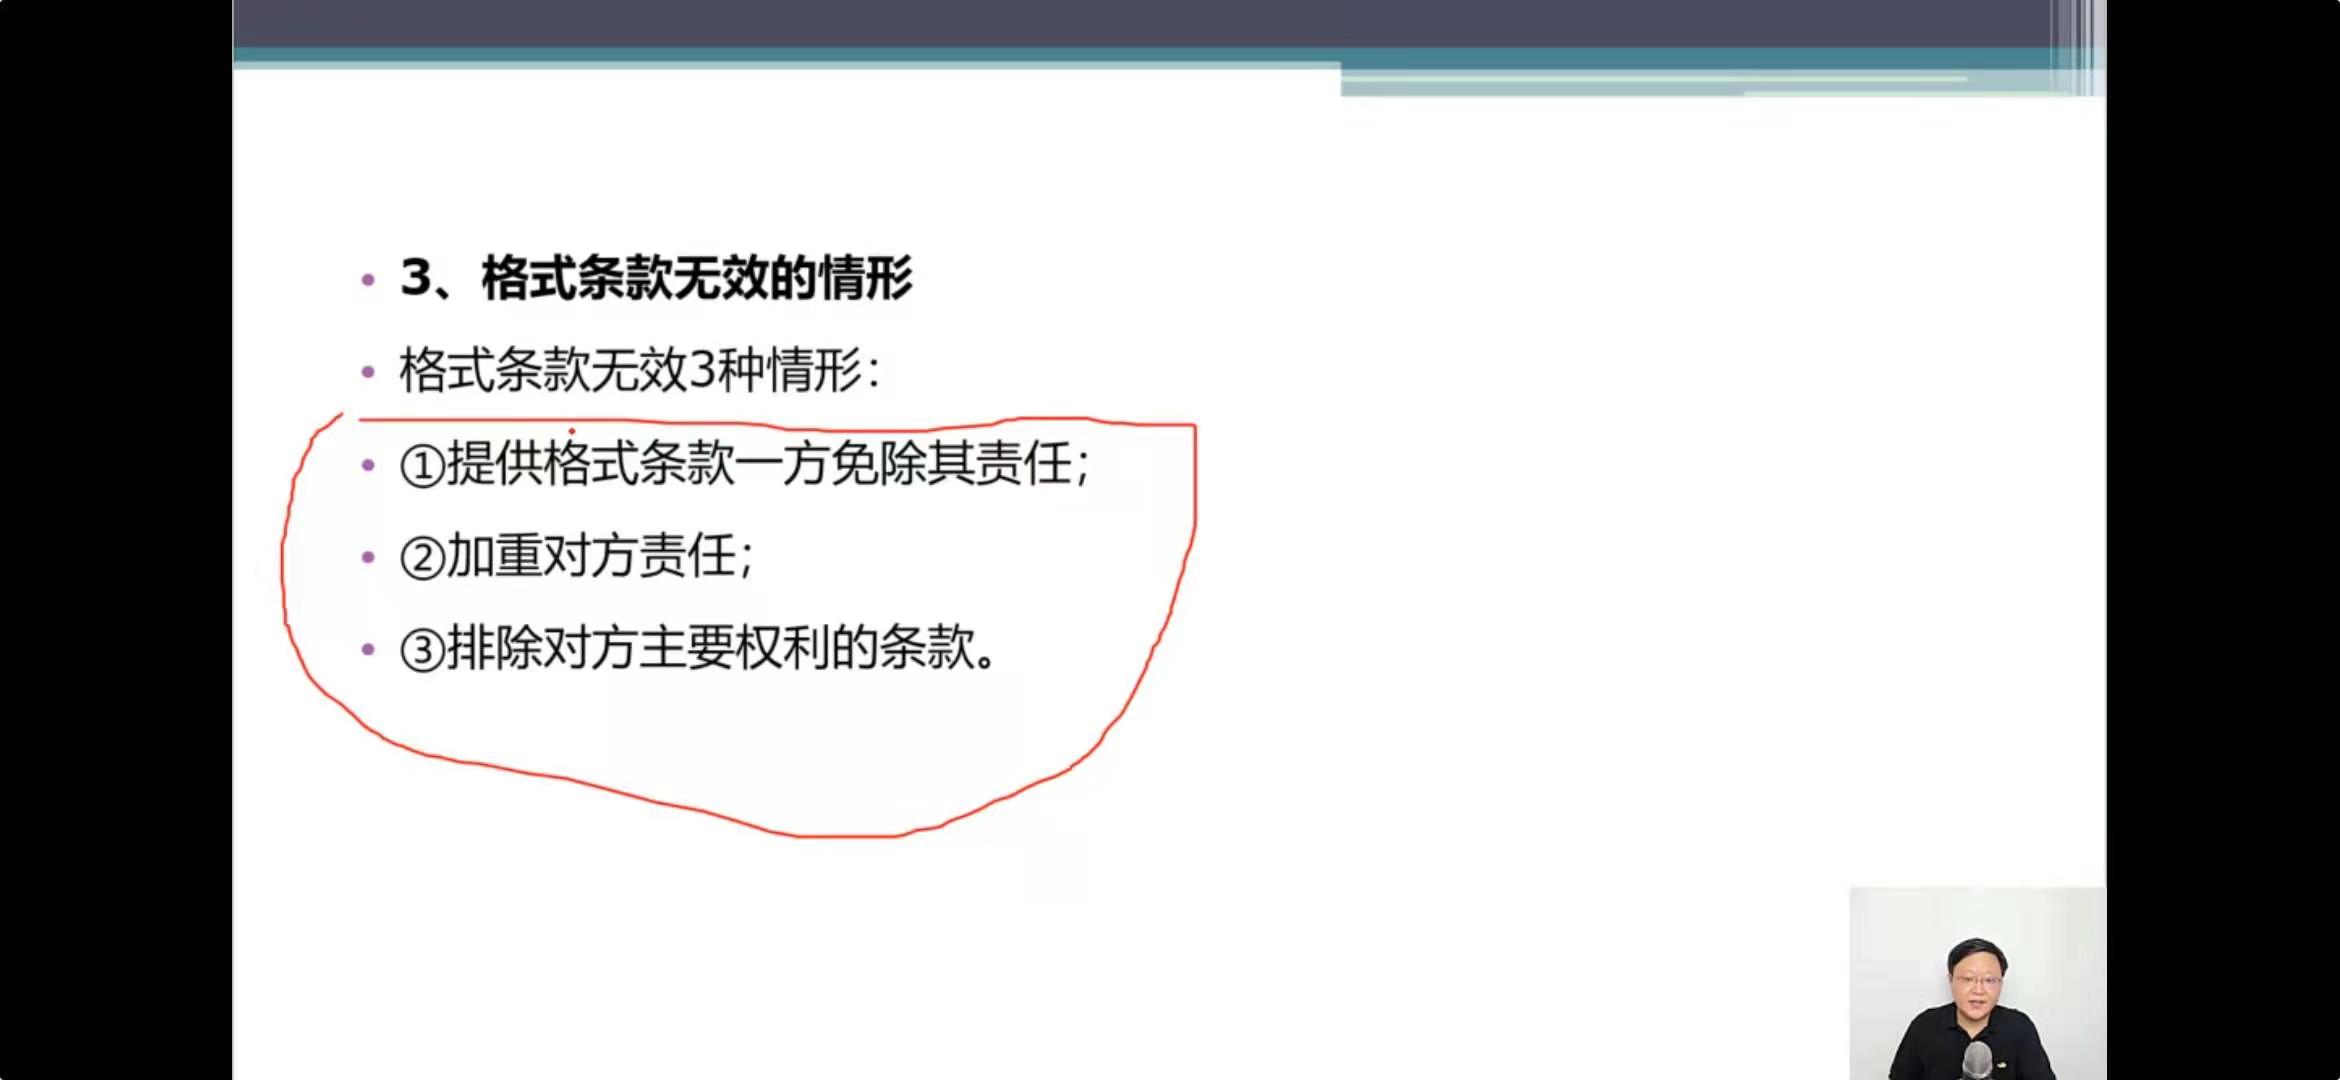 3、格式条款无效的情形
格式条款无效3种情形：
①提供格式条款一方免除其责任；
②加重对方责任；
③排除对方主要权利的条款。